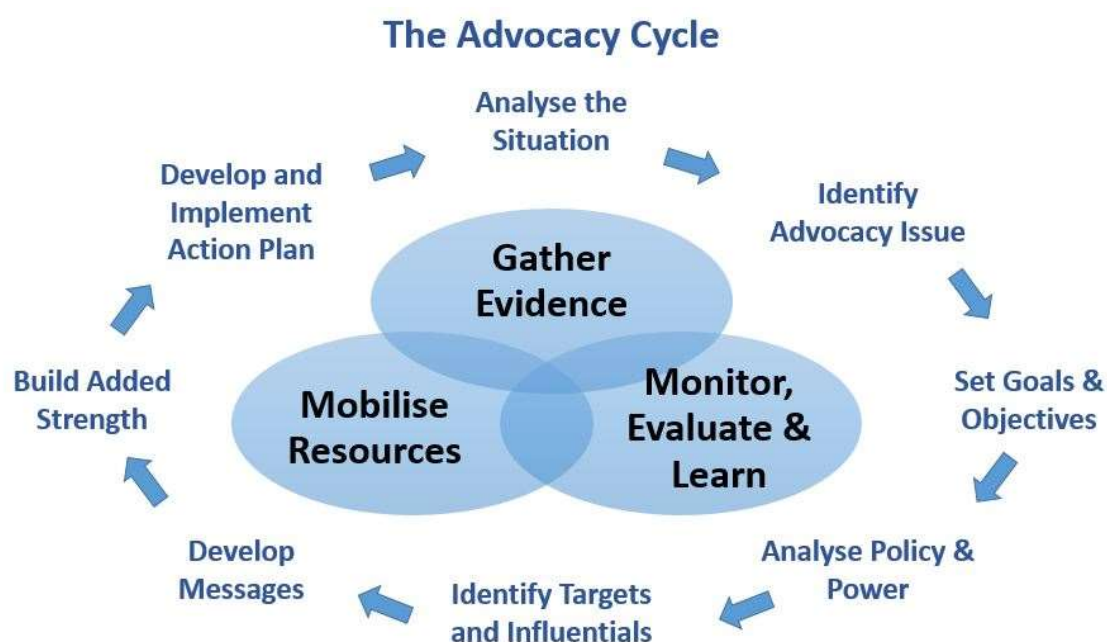 The Advocacy Cycle
Analyse the
Situation
Identify
Advocacy Issue
Set Goals &
Objectives
Analyse Policy &
Power
Identify Targets
and Influentials
Develop
Messages
Build Added
Strength
Develop and
Implement
Action Plan
Gather
Evidence
Mobilise
Resources
Monitor,
Evaluate &
Learn